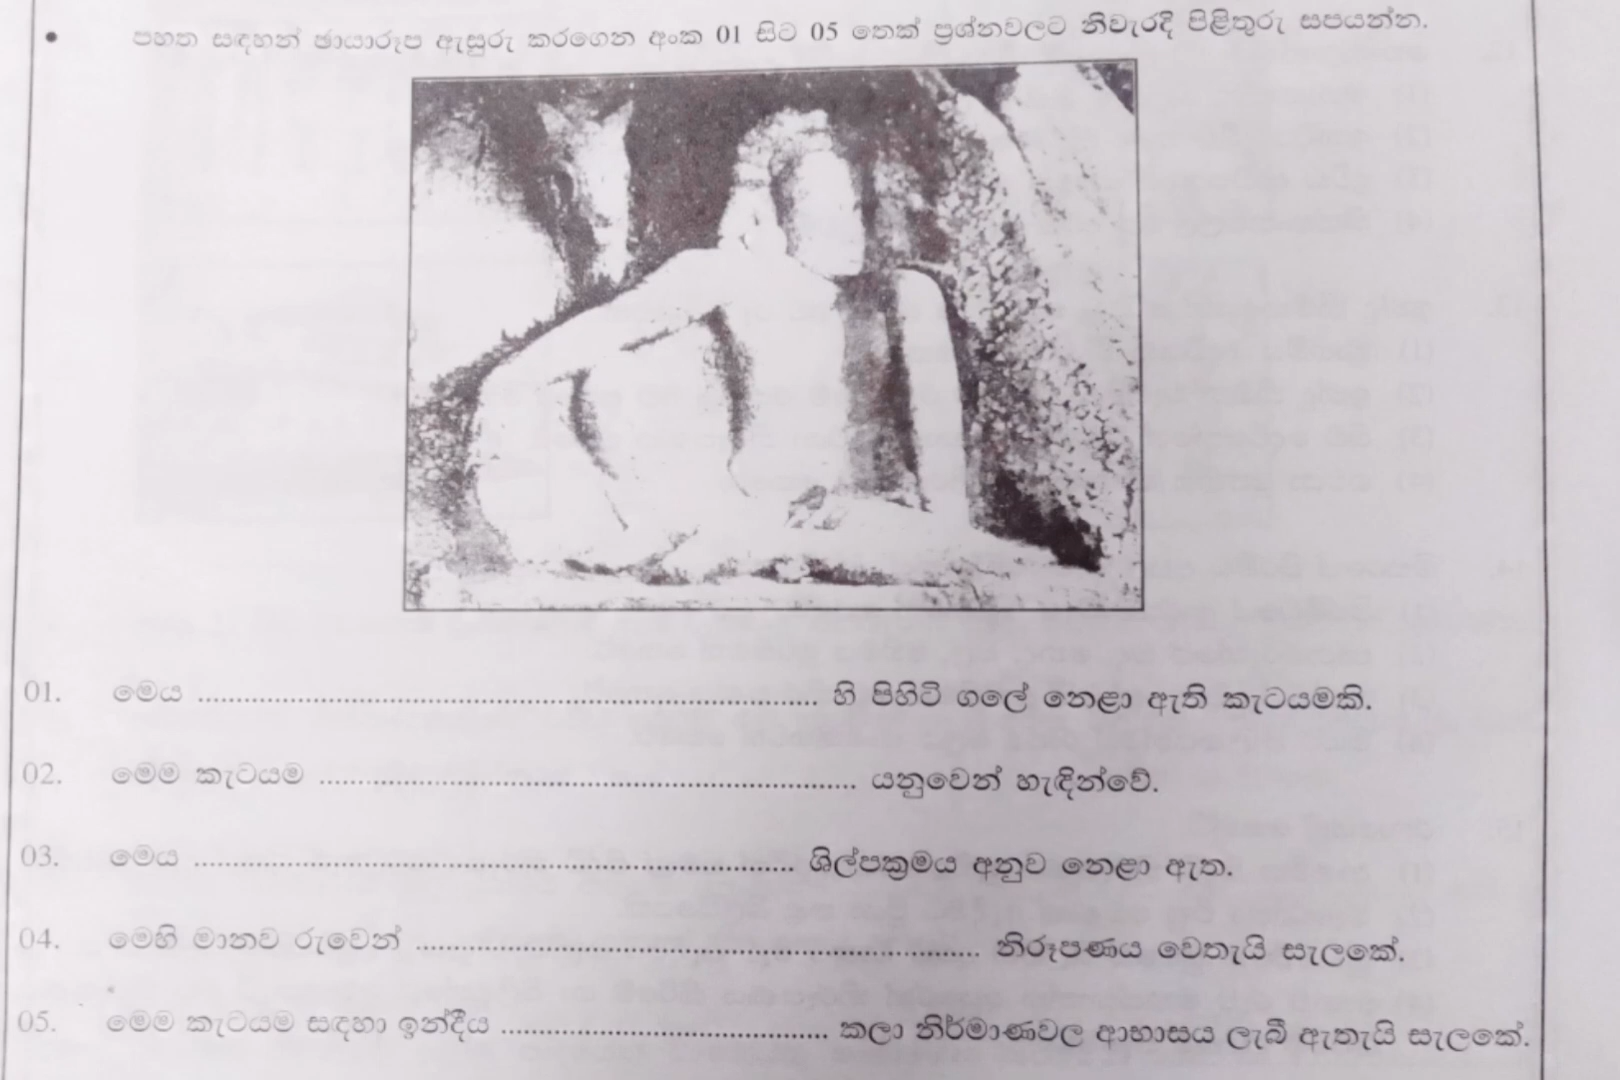 • පහත සඳහන් ඡායාරූප ඇසුරු කරගෙන අංක 01 සිට 05 තෙක් ප්‍රශ්නවලට නිවැරදි පිළිතුරු සපයන්න.
01. මෙය ........................................ හි පිහිටි ගලේ නෙළා ඇති කැටයමකි.
02. මෙම කැටයම ........................................ යනුවෙන් හැඳින්වේ.
03. මෙය ........................................ ශිල්පක්‍රමය අනුව නෙළා ඇත.
04. මෙහි මානව රුවෙන් ........................................ නිරූපණය වෙතැයි සැලකේ.
05. මෙම කැටයම සඳහා ඉන්දීය ........................................ කලා නිර්මාණවල ආභාසය ලැබී ඇතැයි සැලකේ.